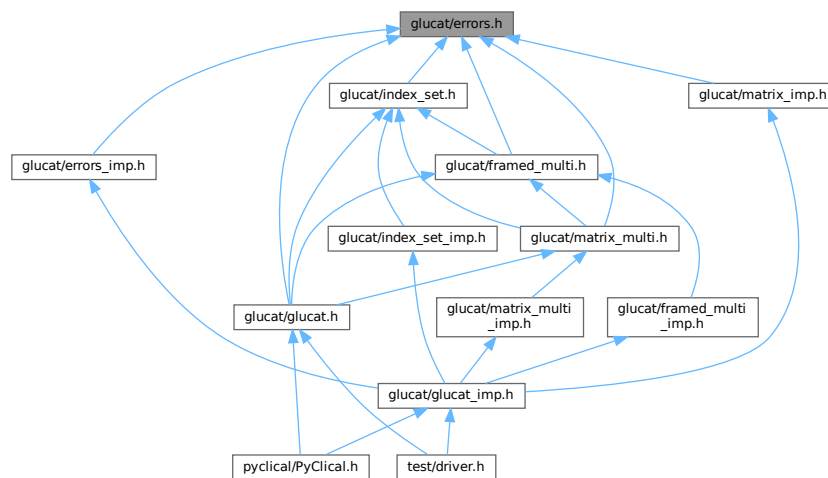 glucat/errors.h
glucat/index_set.h
glucat/matrix_imp.h
glucat/errors_imp.h
glucat/framed_multi.h
glucat/index_set_imp.h
glucat/matrix_multi.h
glucat/glucat.h
glucat/matrix_multi
_imp.h
glucat/framed_multi
_imp.h
glucat/glucat_imp.h
pyclical/PyClical.h
test/driver.h